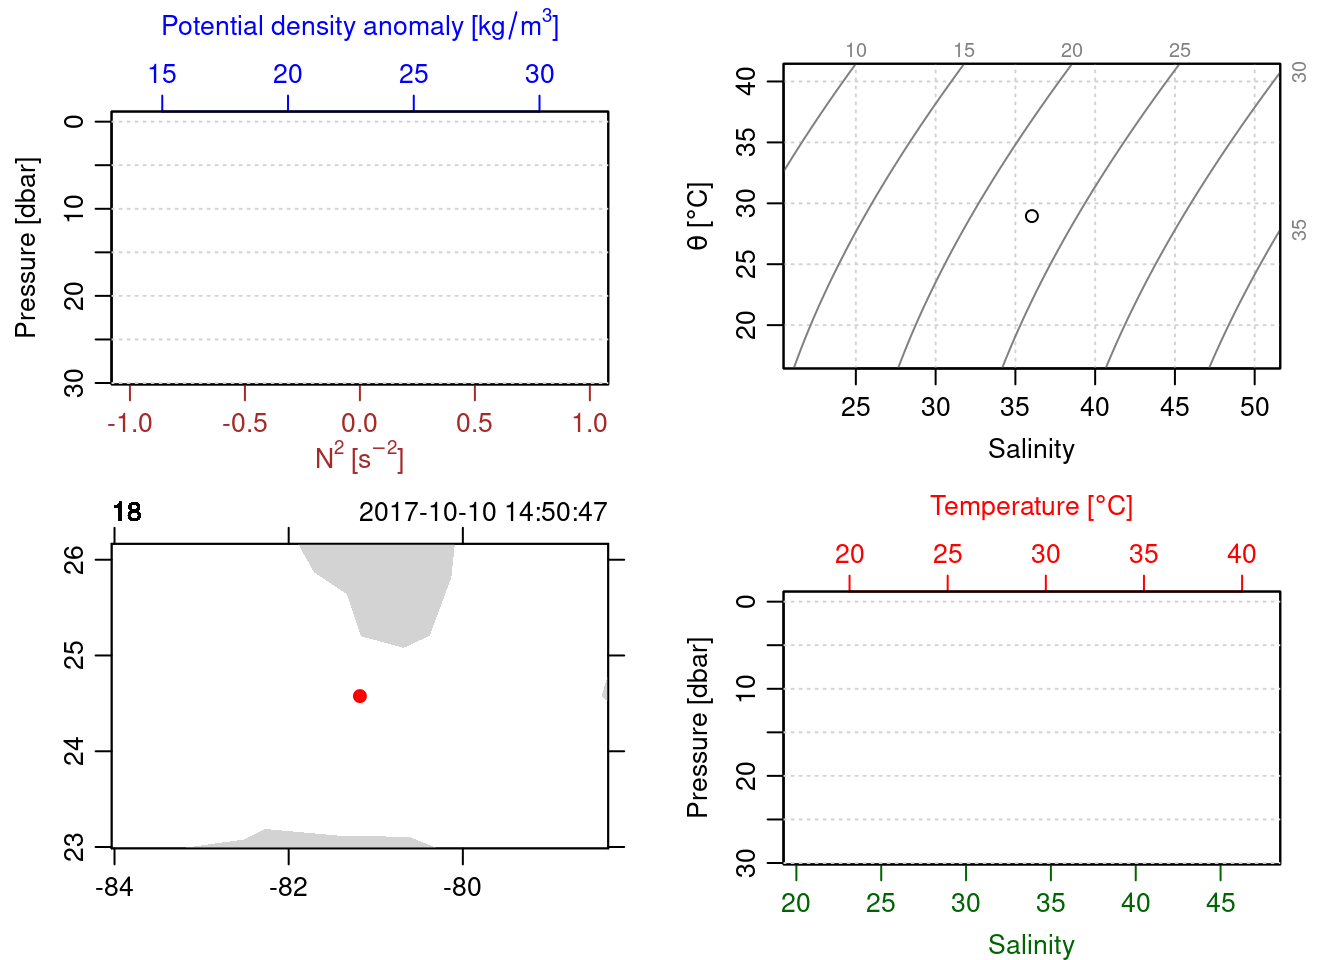 Potential density anomaly [kg/m³]
15 20 25 30
Pressure [dbar]
0
10
20
30
-1.0 -0.5 0.0 0.5 1.0
N² [s⁻²]
10 15 20 25
30
35
θ [°C]
40
35
30
25
20
25 30 35 40 45 50
Salinity
18 2017-10-10 14:50:47
26
25
24
23
-84 -82 -80
Temperature [°C]
20 25 30 35 40
Pressure [dbar]
0
10
20
30
20 25 30 35 40 45
Salinity